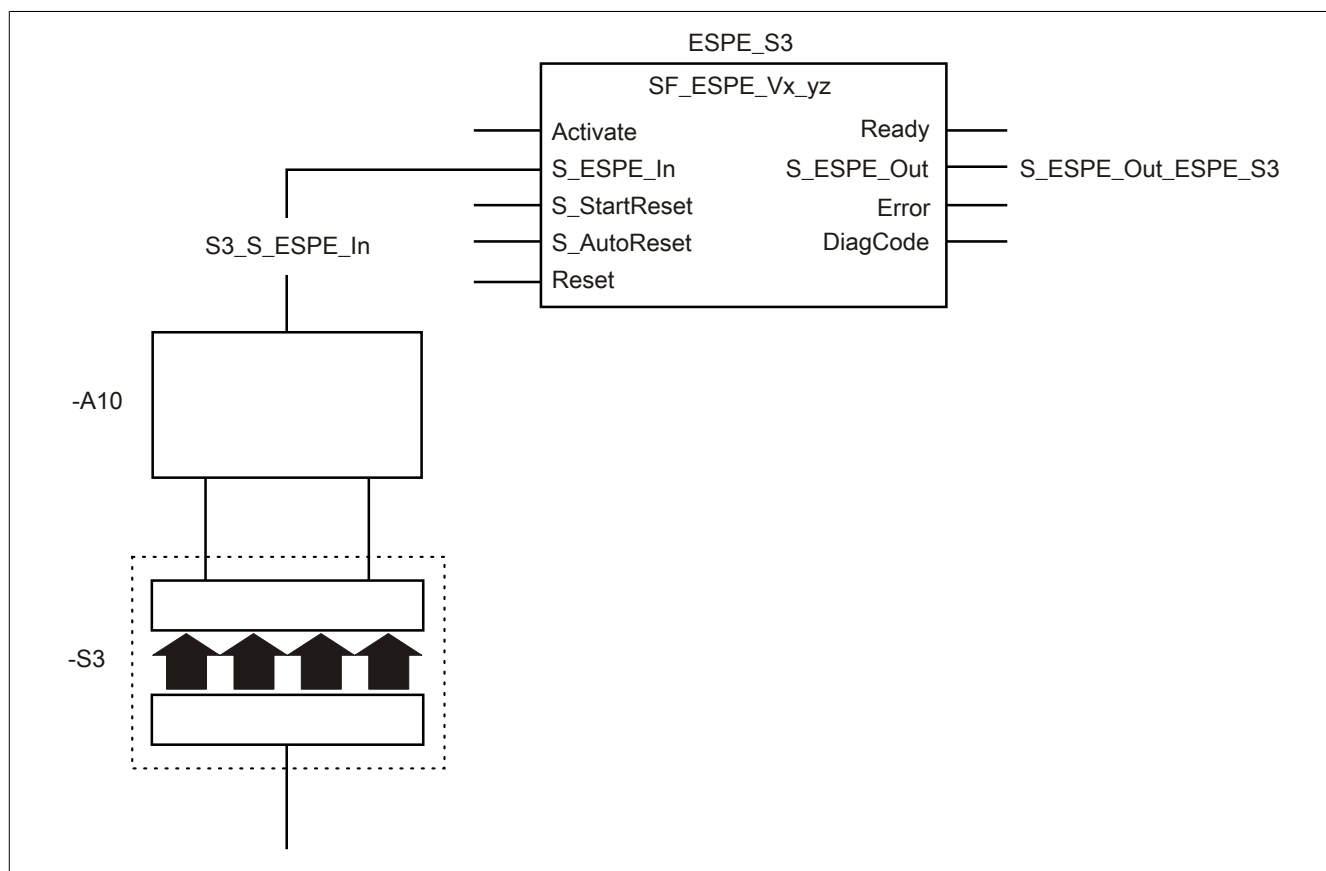 ESPE_S3
SF_ESPE_Vx_yz
Activate Ready
S_ESPE_In S_ESPE_Out S_ESPE_Out_ESPE_S3
S_StartReset Error
S_AutoReset DiagCode
Reset
S3_S_ESPE_In
-A10
-S3